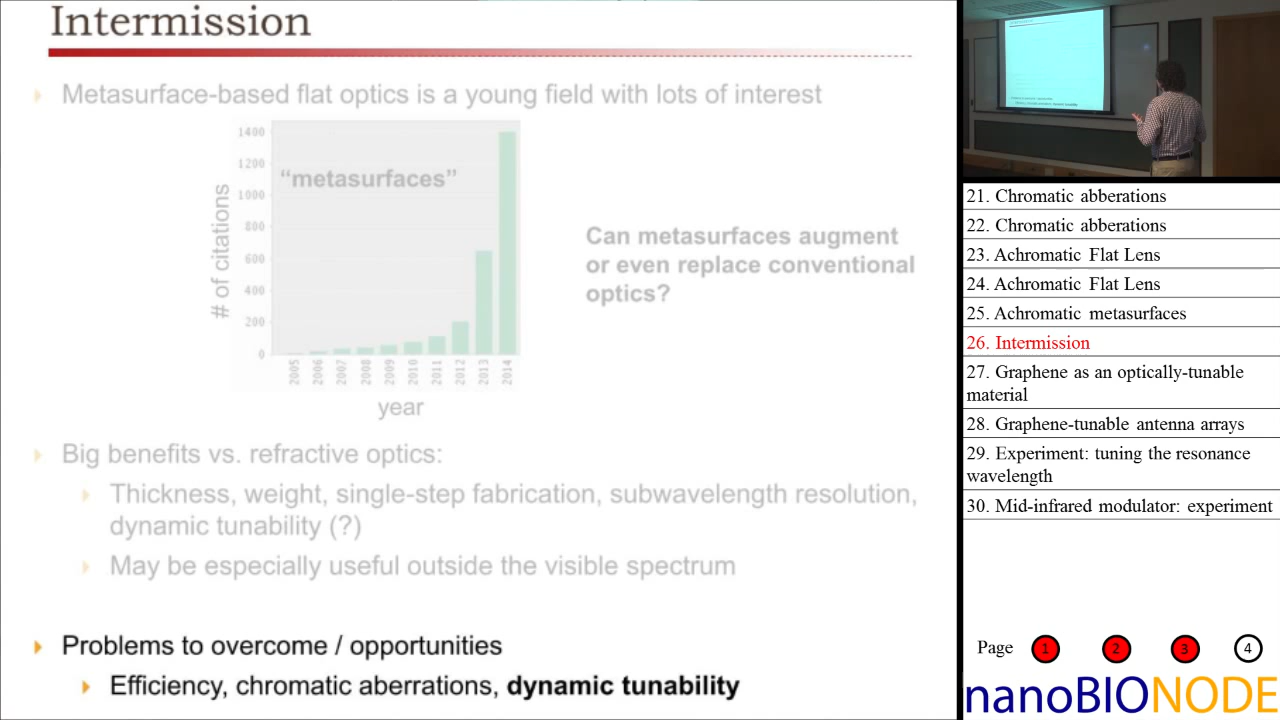 Intermission
Metasurface-based flat optics is a young field with lots of interest
1400
1200
1000
800
600
400
200
0
"metasurfaces"
# of citations
2005
2006
2007
2008
2009
2010
2011
2012
2013
2014
year
Can metasurfaces augment
or even replace conventional
optics?
Big benefits vs. refractive optics:
Thickness, weight, single-step fabrication, subwavelength resolution,
dynamic tunability (?)
May be especially useful outside the visible spectrum
Problems to overcome / opportunities
Efficiency, chromatic aberrations, dynamic tunability
21. Chromatic abberations
22. Chromatic abberations
23. Achromatic Flat Lens
24. Achromatic Flat Lens
25. Achromatic metasurfaces
26. Intermission
27. Graphene as an optically-tunable
material
28. Graphene-tunable antenna arrays
29. Experiment: tuning the resonance
wavelength
30. Mid-infrared modulator: experiment
Page 1 2 3 4
nanoBIONODE